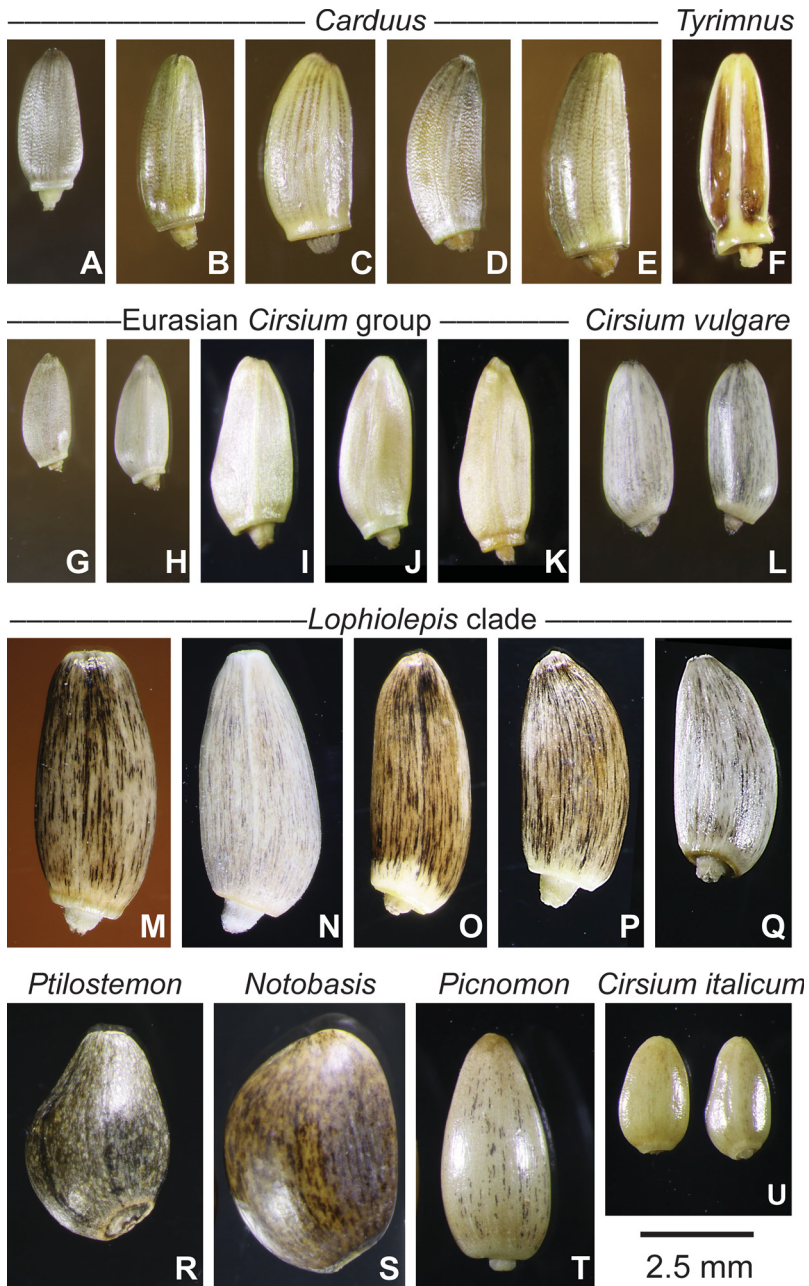 Carduus Tyrimnus
A B C D E F
Eurasian Cirsium group Cirsium vulgare
G H I J K L
Lophiolepis clade
M N O P Q
Ptilostemon Notobasis Picnomon Cirsium italicum
R S T U
2.5 mm